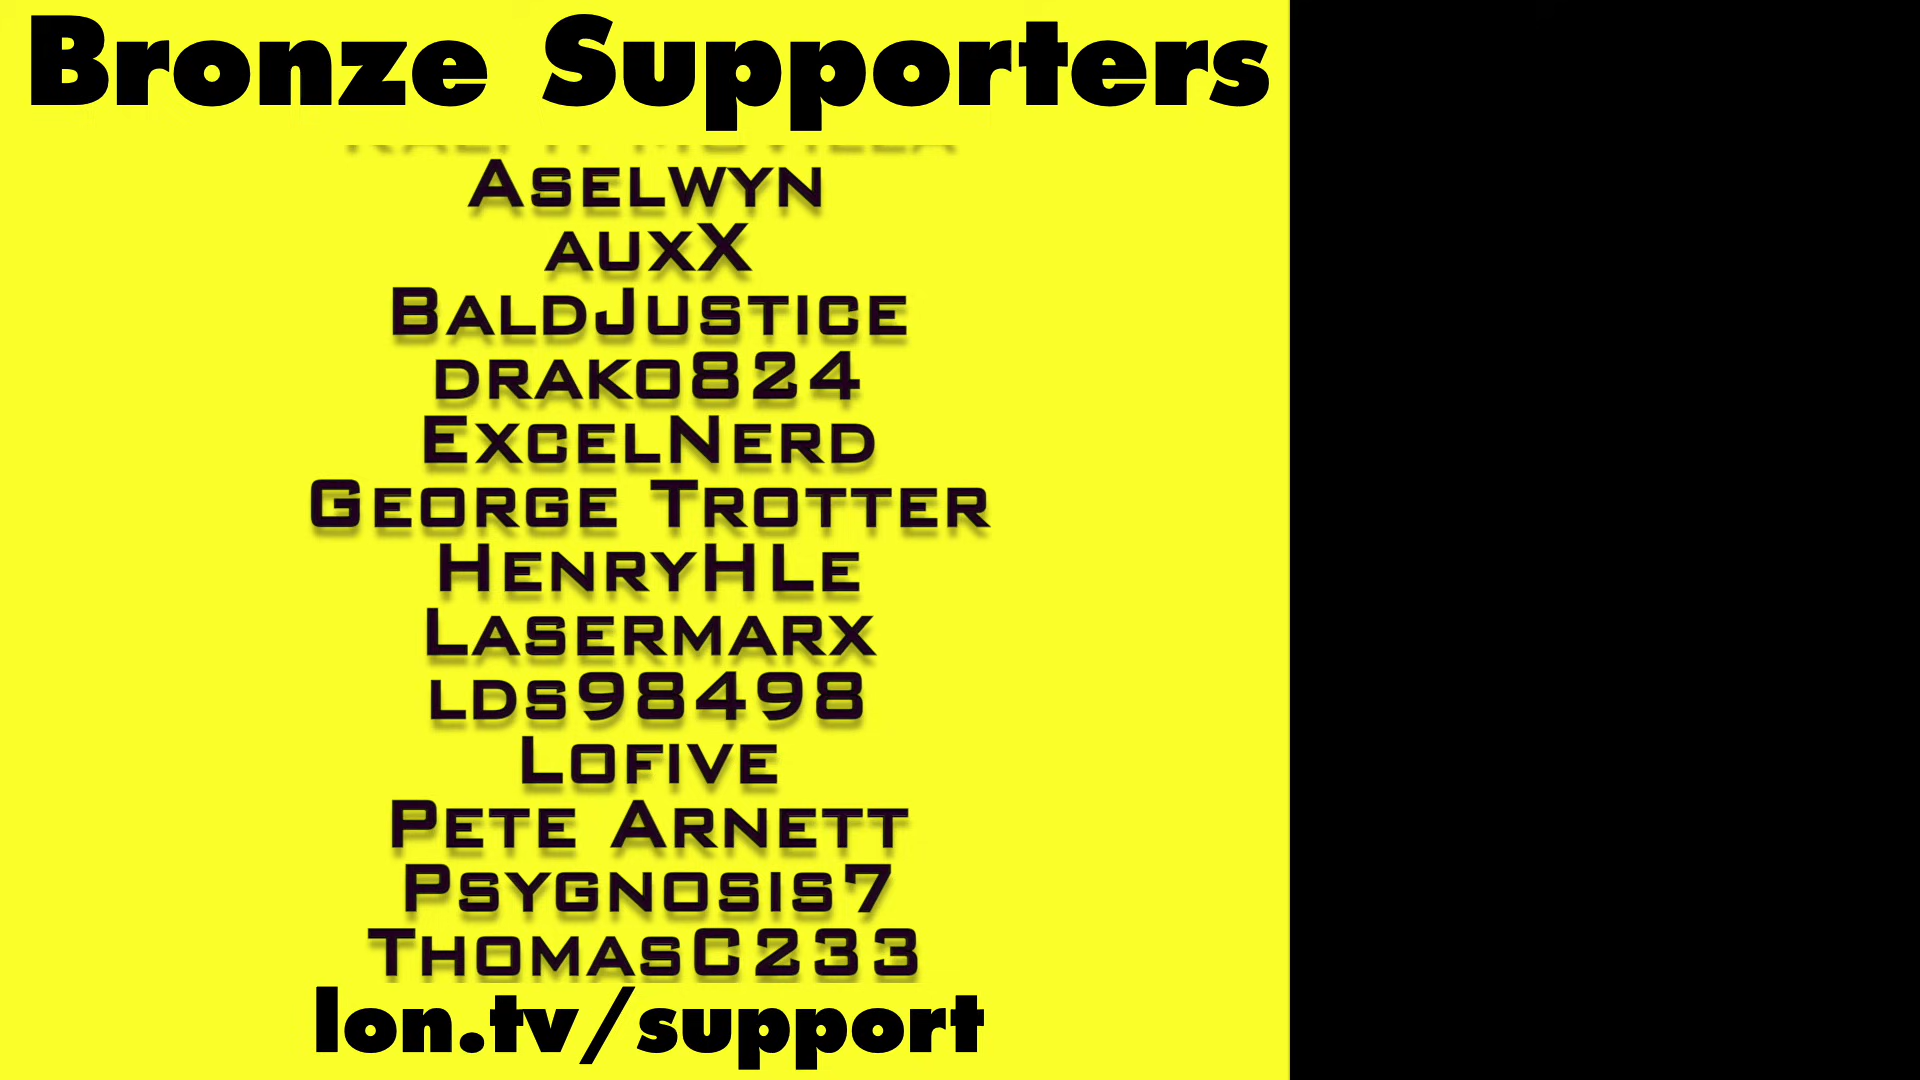 Bronze Supporters
Aselwyn
auxX
BaldJustice
drako824
ExcelNerd
George Trotter
HenryHLe
Lasermarx
lds98498
Lofive
Pete Arnett
Psygnosis7
ThomasC233
lon.tv/support